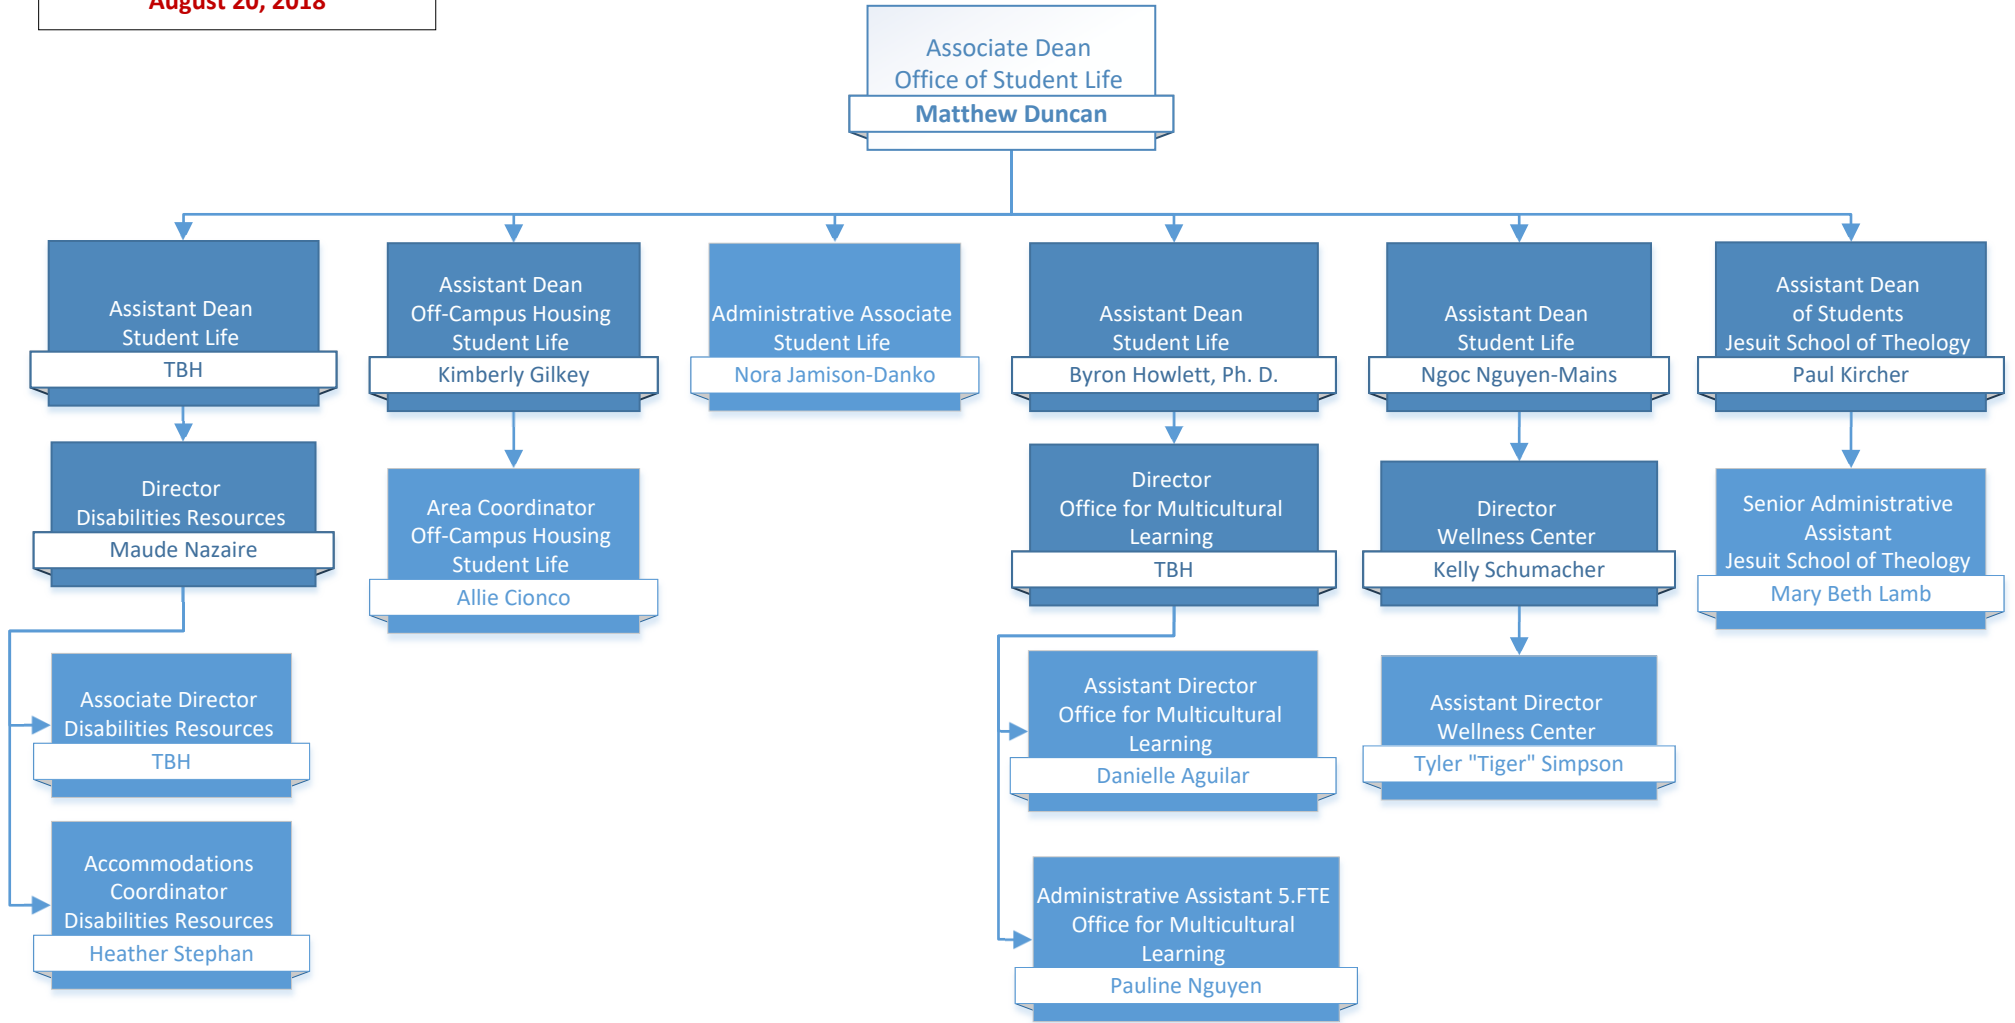 August 20, 2018
Associate Dean
Office of Student Life
Matthew Duncan
Assistant Dean
Student Life
TBH
Assistant Dean
Off-Campus Housing
Student Life
Kimberly Gilkey
Administrative Associate
Student Life
Nora Jamison-Danko
Assistant Dean
Student Life
Byron Howlett, Ph. D.
Assistant Dean
Student Life
Ngoc Nguyen-Mains
Assistant Dean
of Students
Jesuit School of Theology
Paul Kircher
Director
Disabilities Resources
Maude Nazaire
Area Coordinator
Off-Campus Housing
Student Life
Allie Cionco
Director
Office for Multicultural
Learning
TBH
Director
Wellness Center
Kelly Schumacher
Senior Administrative
Assistant
Jesuit School of Theology
Mary Beth Lamb
Associate Director
Disabilities Resources
TBH
Assistant Director
Office for Multicultural
Learning
Danielle Aguilar
Assistant Director
Wellness Center
Tyler "Tiger" Simpson
Accommodations
Coordinator
Disabilities Resources
Heather Stephan
Administrative Assistant 5.FTE
Office for Multicultural
Learning
Pauline Nguyen